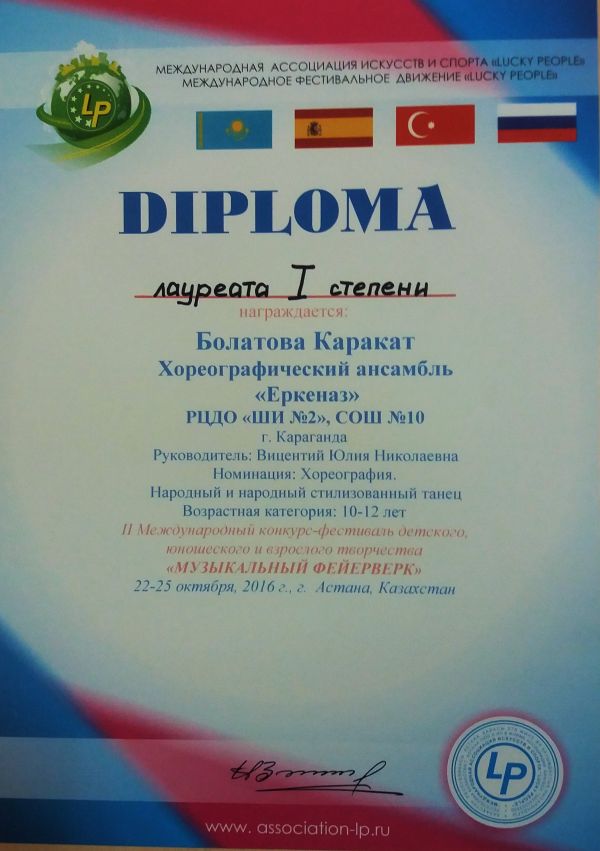 МЕЖДУНАРОДНАЯ АССОЦИАЦИЯ ИСКУССТВ И СПОРТА «LUCKY PEOPLE»
МЕЖДУНАРОДНОЕ ФЕСТИВАЛЬНОЕ ДВИЖЕНИЕ «LUCKY PEOPLE»
LP
DIPLOMA
лауреата I степени
награждается:
Болатова Каракат
Хореографический ансамбль
«Еркеназ»
РЦДО «ШИ №2», СОШ №10
г. Караганда
Руководитель: Вицентий Юлия Николаевна
Номинация: Хореография.
Народный и народный стилизованный танец
Возрастная категория: 10-12 лет
II Международный конкурс-фестиваль детского,
юношеского и взрослого творчества
«МУЗЫКАЛЬНЫЙ ФЕЙЕРВЕРК»
22-25 октября, 2016 г., г. Астана, Казахстан
LP
www. association-lp.ru